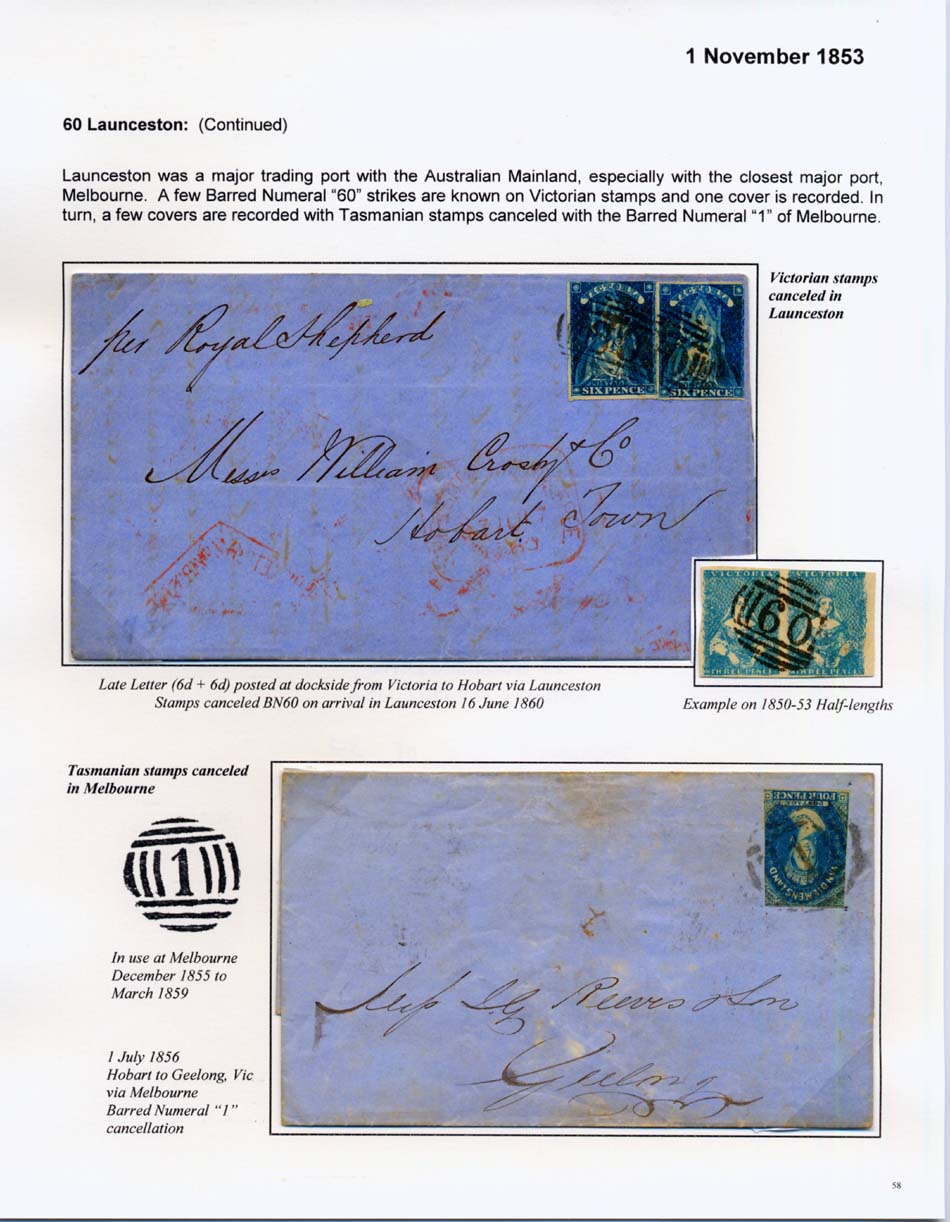 1 November 1853
60 Launceston: (Continued)
Launceston was a major trading port with the Australian Mainland, especially with the closest major port,
Melbourne. A few Barred Numeral “60” strikes are known on Victorian stamps and one cover is recorded. In
turn, a few covers are recorded with Tasmanian stamps canceled with the Barred Numeral “1” of Melbourne.
Victorian stamps
canceled in
Launceston
per Royal Shepherd
VICTORIA VICTORIA
SIX PENCE SIX PENCE
Messrs William Crosby & Co
Hobart Town
VICTORIA VICTORIA
60
THREE PENCE THREE PENCE
Late Letter (6d + 6d) posted at dockside from Victoria to Hobart via Launceston
Stamps canceled BN60 on arrival in Launceston 16 June 1860
Example on 1850-53 Half-lengths
Tasmanian stamps canceled
in Melbourne
1
In use at Melbourne
December 1855 to
March 1859
FOUR PENCE
VAN DIEMENS LAND
Reeves & Son
Geelong
1 July 1856
Hobart to Geelong, Vic
via Melbourne
Barred Numeral “1”
cancellation
58